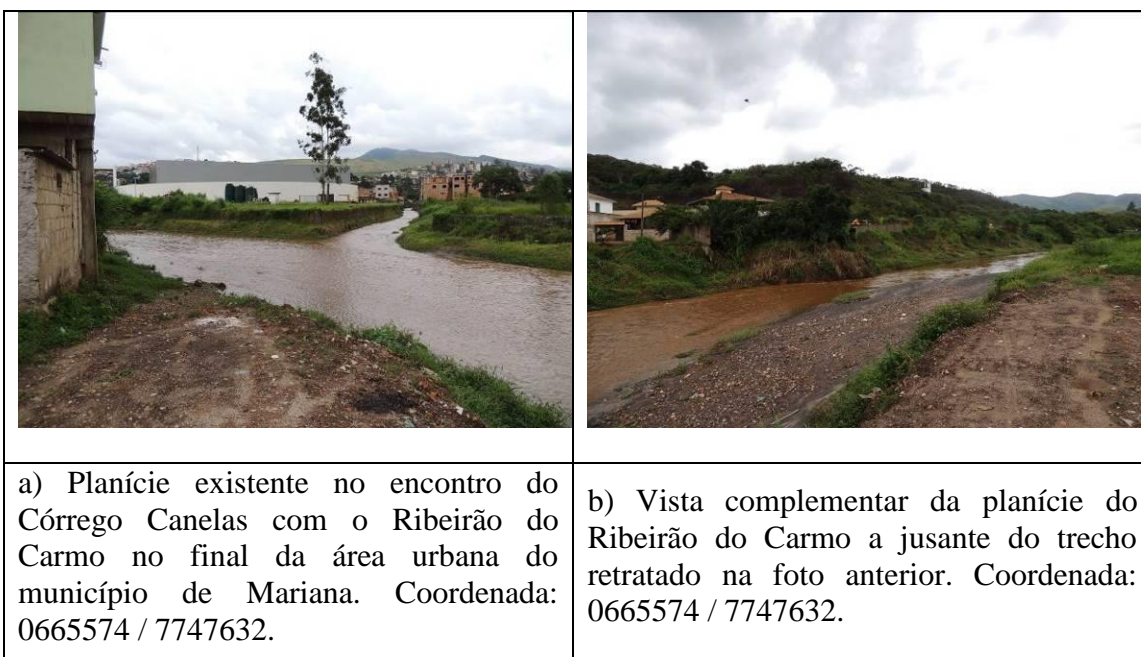 a) Planície existente no encontro do
Córrego Canelas com o Ribeirão do
Carmo no final da área urbana do
município de Mariana. Coordenada:
0665574 / 7747632.
b) Vista complementar da planície do
Ribeirão do Carmo a jusante do trecho
retratado na foto anterior. Coordenada:
0665574 / 7747632.